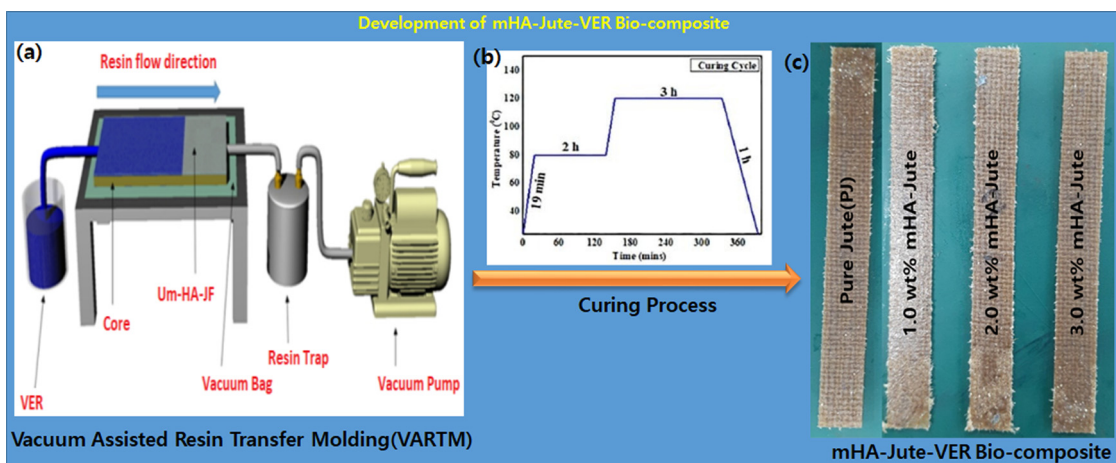 Development of mHA-Jute-VER Bio-composite
(a)
Resin flow direction
Um-HA-JF
Core
Resin Trap
Vacuum Bag
Vacuum Pump
VER
Vacuum Assisted Resin Transfer Molding(VARTM)
(b)
Curing Cycle
Temperature (⁰C)
140
120
100
80
60
40
19 min
2 h
3 h
1 h
0 60 120 180 240 300 360
Time (mins)
Curing Process
(c)
Pure Jute(PJ)
1.0 wt% mHA-Jute
2.0 wt% mHA-Jute
3.0 wt% mHA-Jute
mHA-Jute-VER Bio-composite